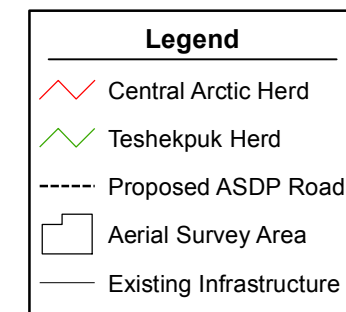 Legend
Central Arctic Herd
Teshekpuk Herd
Proposed ASDP Road
Aerial Survey Area
Existing Infrastructure